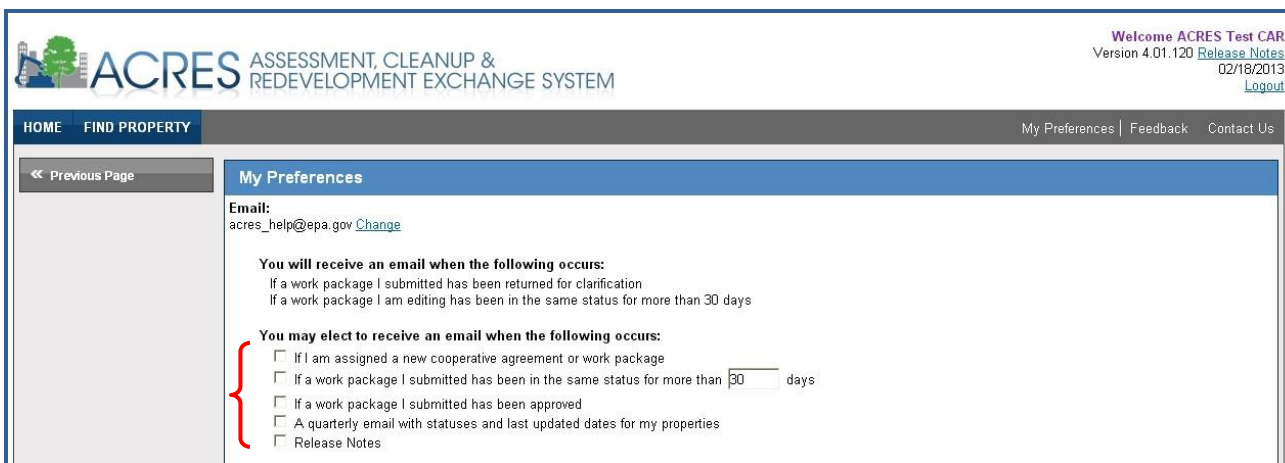 ACRES ASSESSMENT, CLEANUP &
REDEVELOPMENT EXCHANGE SYSTEM
Welcome ACRES Test CAR
Version 4.01.120 Release Notes
02/18/2013
Logout
HOME FIND PROPERTY My Preferences | Feedback Contact Us
« Previous Page
My Preferences
Email:
acres_help@epa.gov Change
You will receive an email when the following occurs:
If a work package I submitted has been returned for clarification
If a work package I am editing has been in the same status for more than 30 days
You may elect to receive an email when the following occurs:
If I am assigned a new cooperative agreement or work package
If a work package I submitted has been in the same status for more than 30 days
If a work package I submitted has been approved
A quarterly email with statuses and last updated dates for my properties
Release Notes